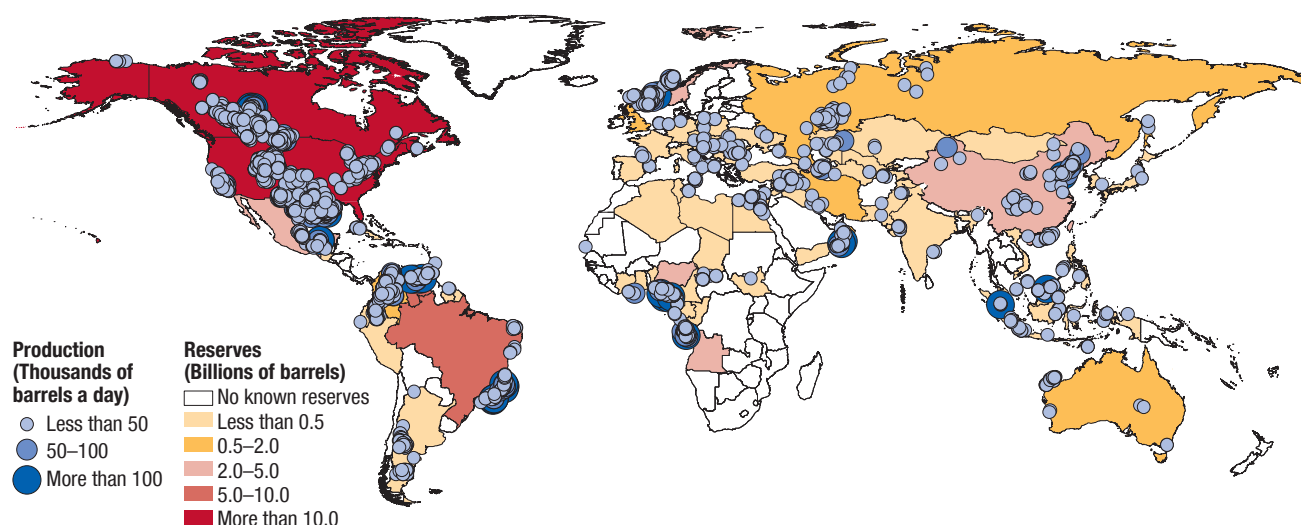 Production
(Thousands of
barrels a day)
Less than 50
50–100
More than 100
Reserves
(Billions of barrels)
No known reserves
Less than 0.5
0.5–2.0
2.0–5.0
5.0–10.0
More than 10.0